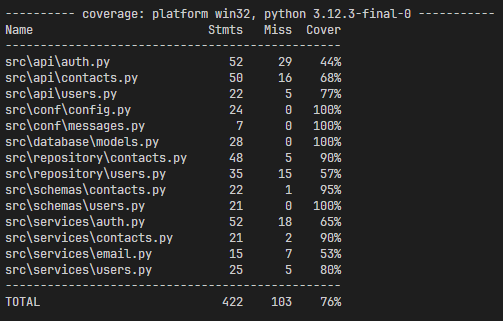 ---------- coverage: platform win32, python 3.12.3-final-0 -----------
Name                           Stmts   Miss  Cover
--------------------------------------------------
src\api\auth.py                   52     29    44%
src\api\contacts.py               50     16    68%
src\api\users.py                  22      5    77%
src\conf\config.py                24      0   100%
src\conf\messages.py               7      0   100%
src\database\models.py            28      0   100%
src\repository\contacts.py        48      5    90%
src\repository\users.py           35     15    57%
src\schemas\contacts.py           22      1    95%
src\schemas\users.py              21      0   100%
src\services\auth.py              52     18    65%
src\services\contacts.py          21      2    90%
src\services\email.py             15      7    53%
src\services\users.py             25      5    80%
--------------------------------------------------
TOTAL                            422    103    76%